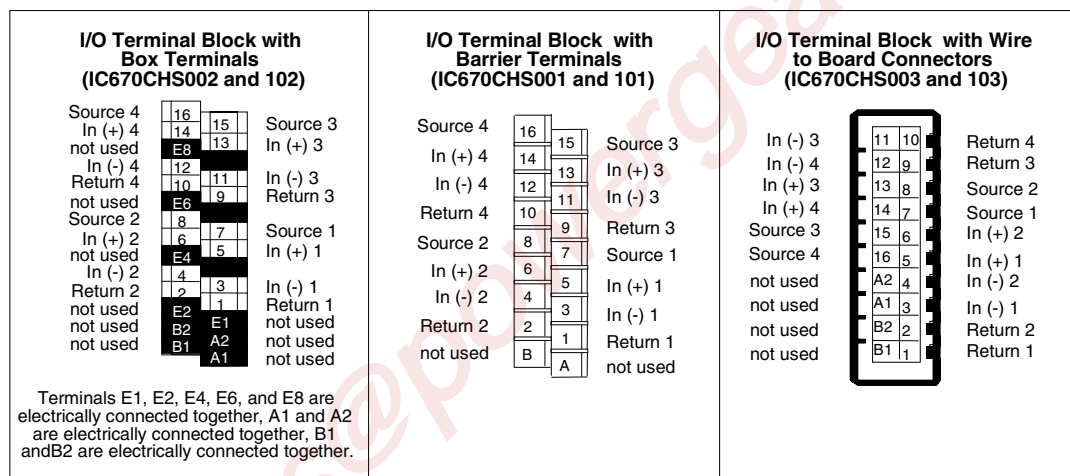 I/O Terminal Block with
Box Terminals
(IC670CHS002 and 102)
Source 4 16
15 Source 3
In (+) 4 14
13 In (+) 3
not used E8
In (-) 4 12
11 In (-) 3
Return 4 10
9 Return 3
not used E6
Source 2 8
7 Source 1
In (+) 2 6
5 In (+) 1
not used E4
In (-) 2 4
3 In (-) 1
Return 2 2
1 Return 1
not used E2
E1 not used
not used B2
A2 not used
not used B1
A1 not used
Terminals E1, E2, E4, E6, and E8 are
electrically connected together, A1 and A2
are electrically connected together, B1
andB2 are electrically connected together.
I/O Terminal Block with
Barrier Terminals
(IC670CHS001 and 101)
Source 4 16
15 Source 3
In (+) 4 14
13 In (+) 3
In (-) 4 12
11 In (-) 3
Return 4 10
9 Return 3
Source 2 8
7 Source 1
In (+) 2 6
5 In (+) 1
In (-) 2 4
3 In (-) 1
Return 2 2
1 Return 1
not used B
A not used
I/O Terminal Block with Wire
to Board Connectors
(IC670CHS003 and 103)
In (-) 3 11 10 Return 4
In (-) 4 12 9 Return 3
In (+) 3 13 8 Source 2
In (+) 4 14 7 Source 1
Source 3 15 6 In (+) 2
Source 4 16 5 In (+) 1
not used A2 4 In (-) 2
not used A1 3 In (-) 1
not used B2 2 Return 2
not used B1 1 Return 1